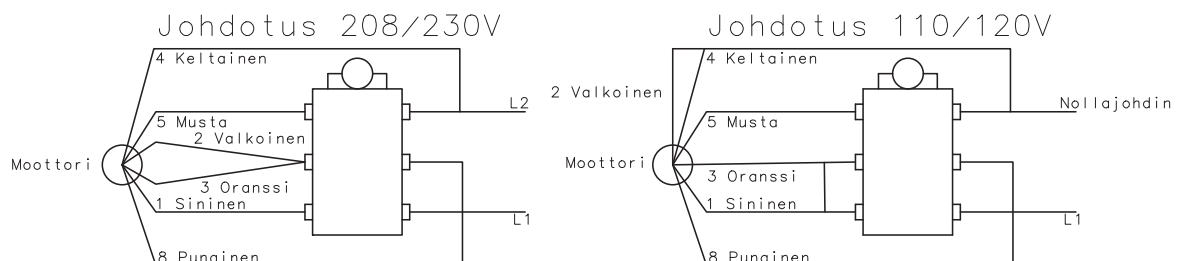 Johdotus 208/230V
4 Keltainen
L2
5 Musta
2 Valkoinen
Moottori
3 Oranssi
1 Sininen
L1
8 Punainen
Johdotus 110/120V
4 Keltainen
2 Valkoinen
Nollajohdin
5 Musta
Moottori
3 Oranssi
1 Sininen
L1
8 Punainen